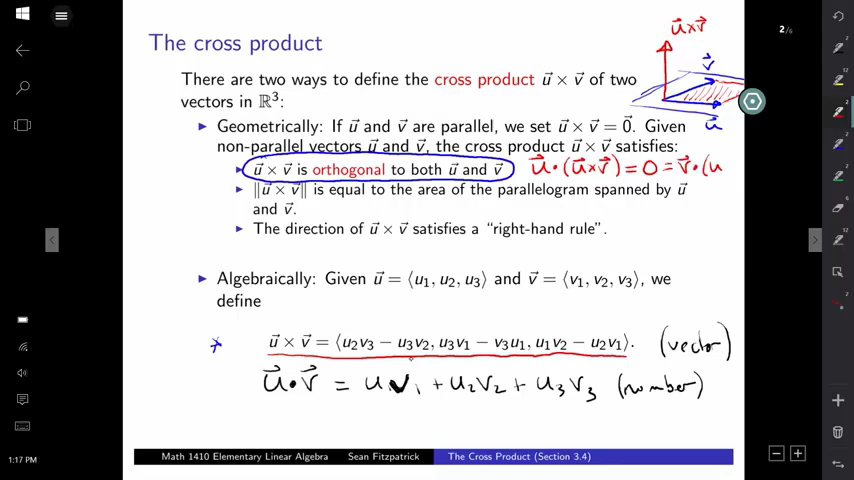 The cross product
2/6
u⃗×v⃗
v⃗
u⃗
There are two ways to define the cross product u⃗ × v⃗ of two
vectors in ℝ³:
Geometrically: If u⃗ and v⃗ are parallel, we set u⃗ × v⃗ = 0⃗. Given
non-parallel vectors u⃗ and v⃗, the cross product u⃗ × v⃗ satisfies:
u⃗ × v⃗ is orthogonal to both u⃗ and v⃗
u⃗•(u⃗×v⃗)=0=v⃗•(u
‖u⃗ × v⃗‖ is equal to the area of the parallelogram spanned by u⃗
and v⃗.
The direction of u⃗ × v⃗ satisfies a “right-hand rule”.
Algebraically: Given u⃗ = ⟨u₁, u₂, u₃⟩ and v⃗ = ⟨v₁, v₂, v₃⟩, we
define
* u⃗ × v⃗ = ⟨u₂v₃ − u₃v₂, u₃v₁ − v₃u₁, u₁v₂ − u₂v₁⟩. (vector)
u⃗•v⃗ = u₁v₁ + u₂v₂ + u₃v₃ (number)
Math 1410 Elementary Linear Algebra Sean Fitzpatrick The Cross Product (Section 3.4)
1:17 PM